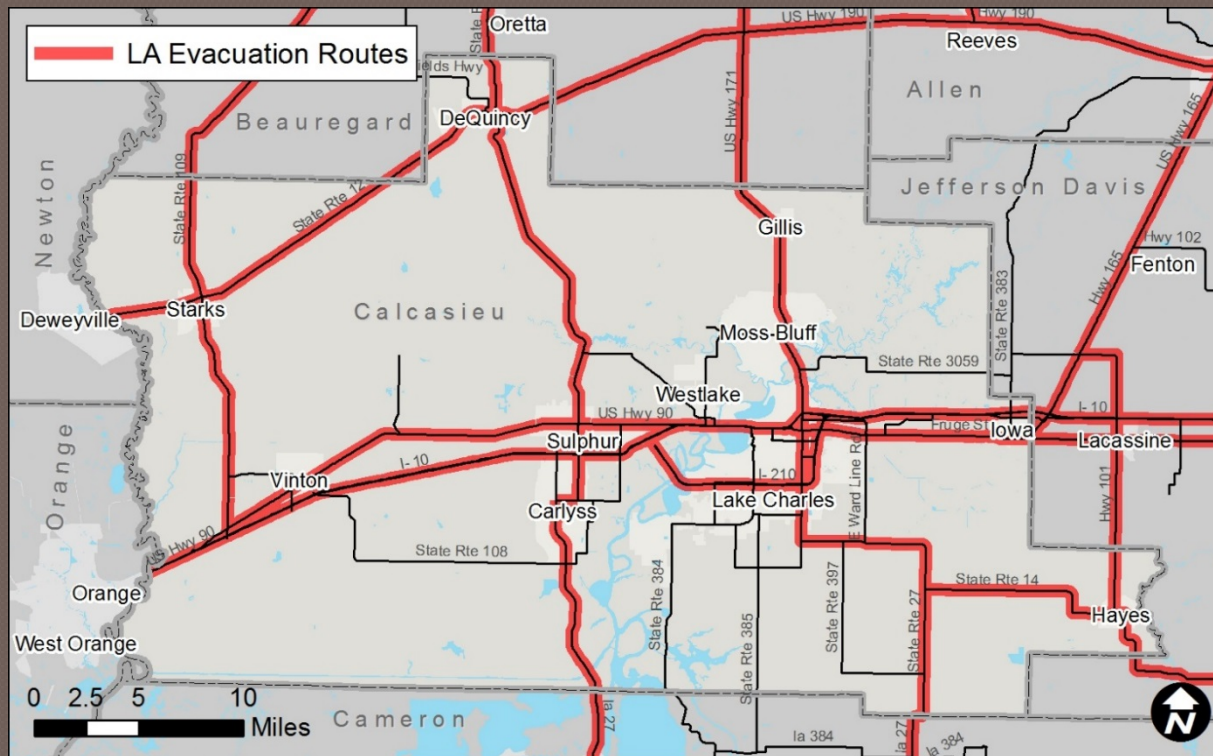 LA Evacuation Routes
Oretta
US Hwy 190
Hwy 190
Reeves
Allen
DeQuincy
Beauregard
US Hwy 171
US Hwy 165
State Rte 109
State Rte 12
Jefferson Davis
Newton
Gillis
Hwy 102
Fenton
Hwy 165
State Rte 383
Deweyville
Starks
Calcasieu
Moss-Bluff
State Rte 3059
Westlake
US Hwy 90
I- 10
Fruge St
Iowa
Lacassine
Sulphur
Vinton
I- 10
I- 210
Lake Charles
E Ward Line Rd
Hwy 101
Orange
Carlyss
US Hwy 90
State Rte 108
State Rte 384
State Rte 385
State Rte 397
State Rte 27
State Rte 14
Hayes
Orange
West Orange
0 2.5 5 10
Miles
Cameron
la 27
la 27
la 384
N